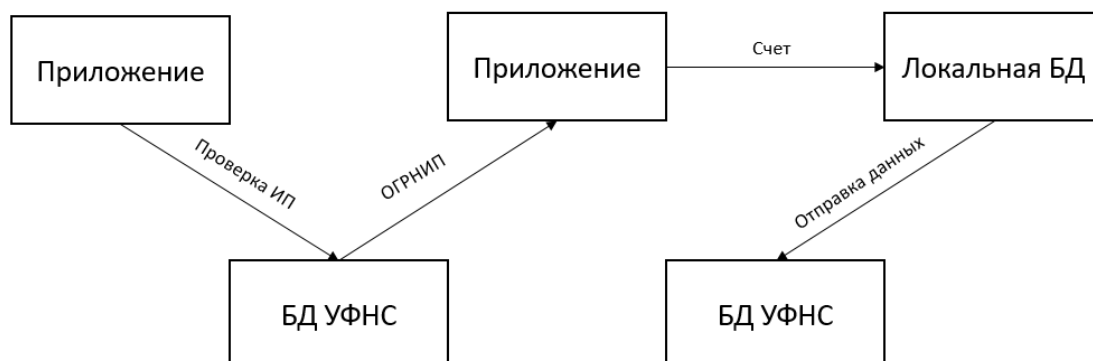 Приложение
Приложение
Счет
Локальная БД
Проверка ИП
ОГРНИП
Отправка данных
БД УФНС
БД УФНС